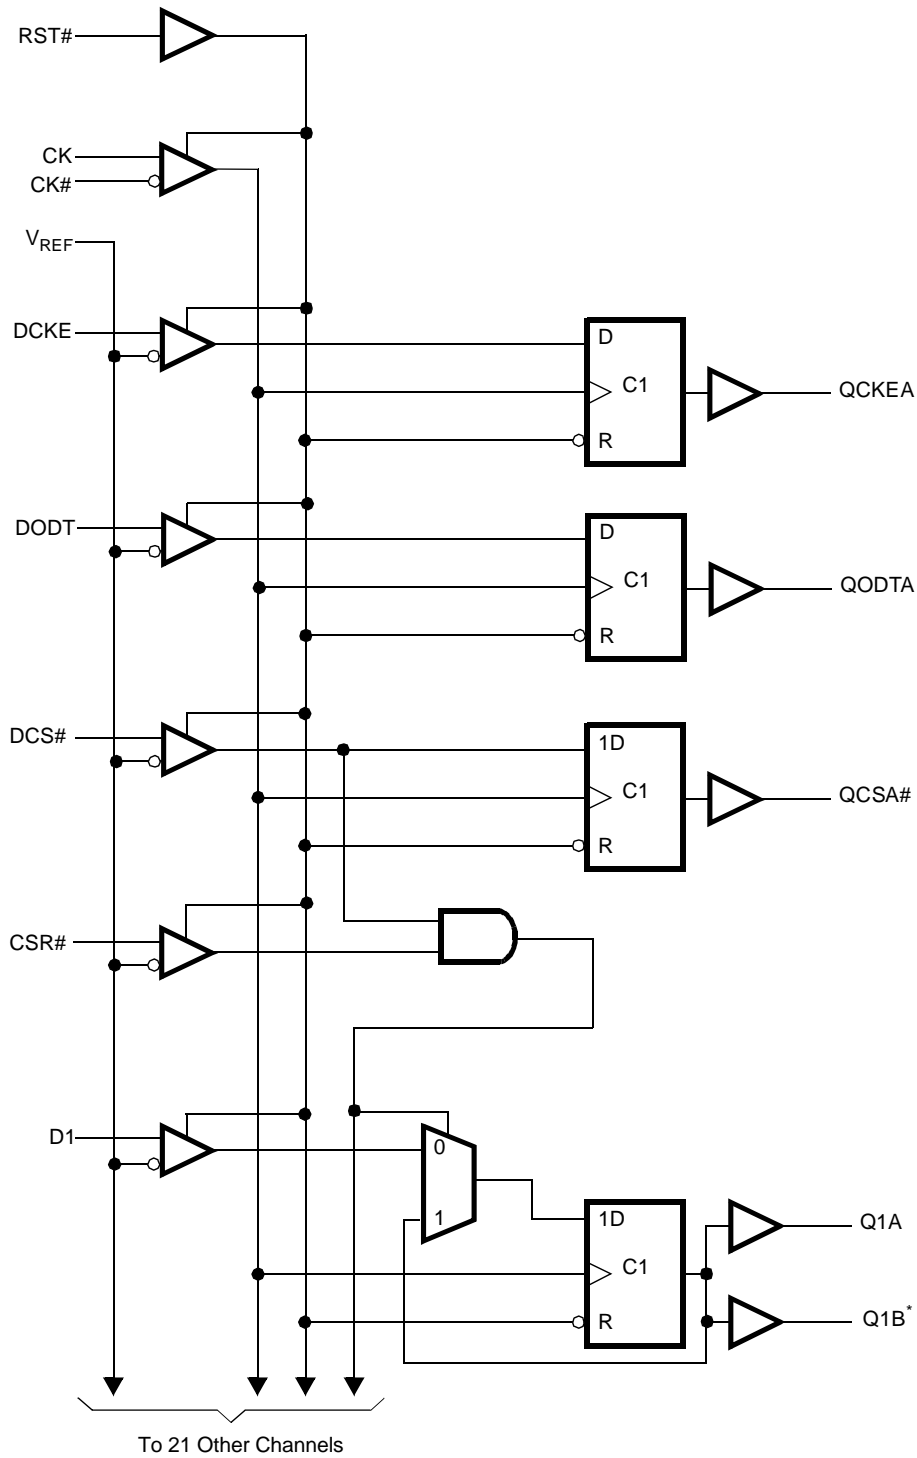 RST#
CK
CK#
VREF
DCKE
D
C1
QCKEA
R
DODT
D
C1
QODTA
R
DCS#
1D
C1
QCSA#
R
CSR#
D1
0
1
1D
Q1A
C1
R
Q1B*
To 21 Other Channels